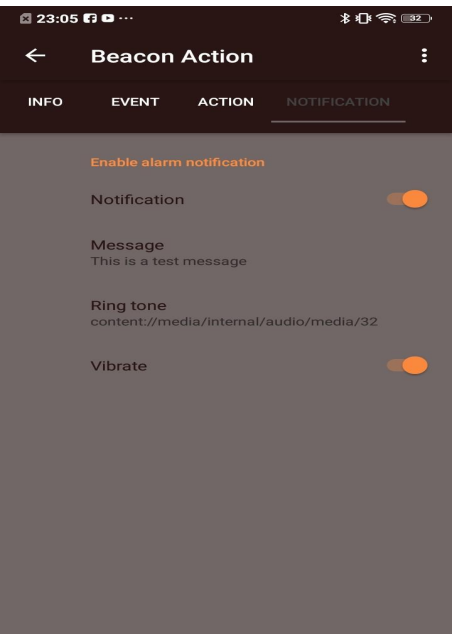 23:05 ...
32
Beacon Action
INFO EVENT ACTION NOTIFICATION
Enable alarm notification
Notification
Message
This is a test message
Ring tone
content://media/internal/audio/media/32
Vibrate